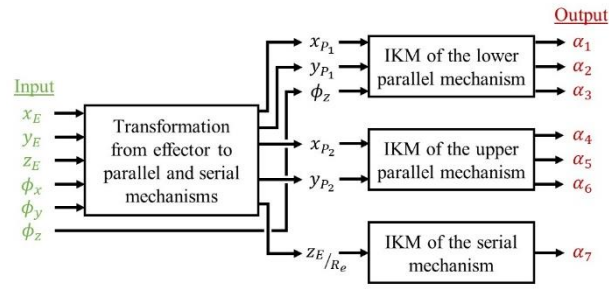 Output
Input
x_E
y_E
z_E
ϕ_x
ϕ_y
ϕ_z
Transformation
from effector to
parallel and serial
mechanisms
x_{P_1}
y_{P_1}
ϕ_z
x_{P_2}
y_{P_2}
z_{E/R_e}
IKM of the lower
parallel mechanism
IKM of the upper
parallel mechanism
IKM of the serial
mechanism
α_1
α_2
α_3
α_4
α_5
α_6
α_7